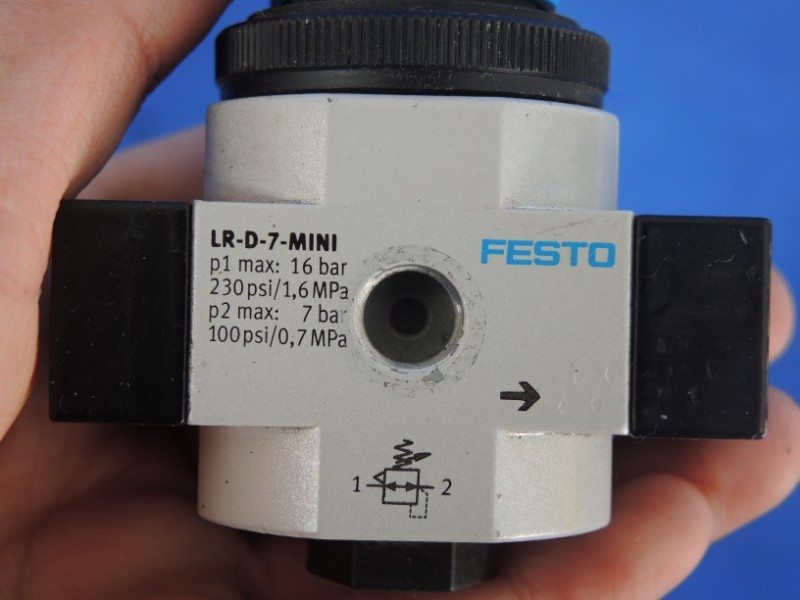 LR-D-7-MINI
p1 max: 16 bar
230 psi/1,6 MPa
p2 max: 7 bar
100 psi/0,7 MPa
FESTO
1 2